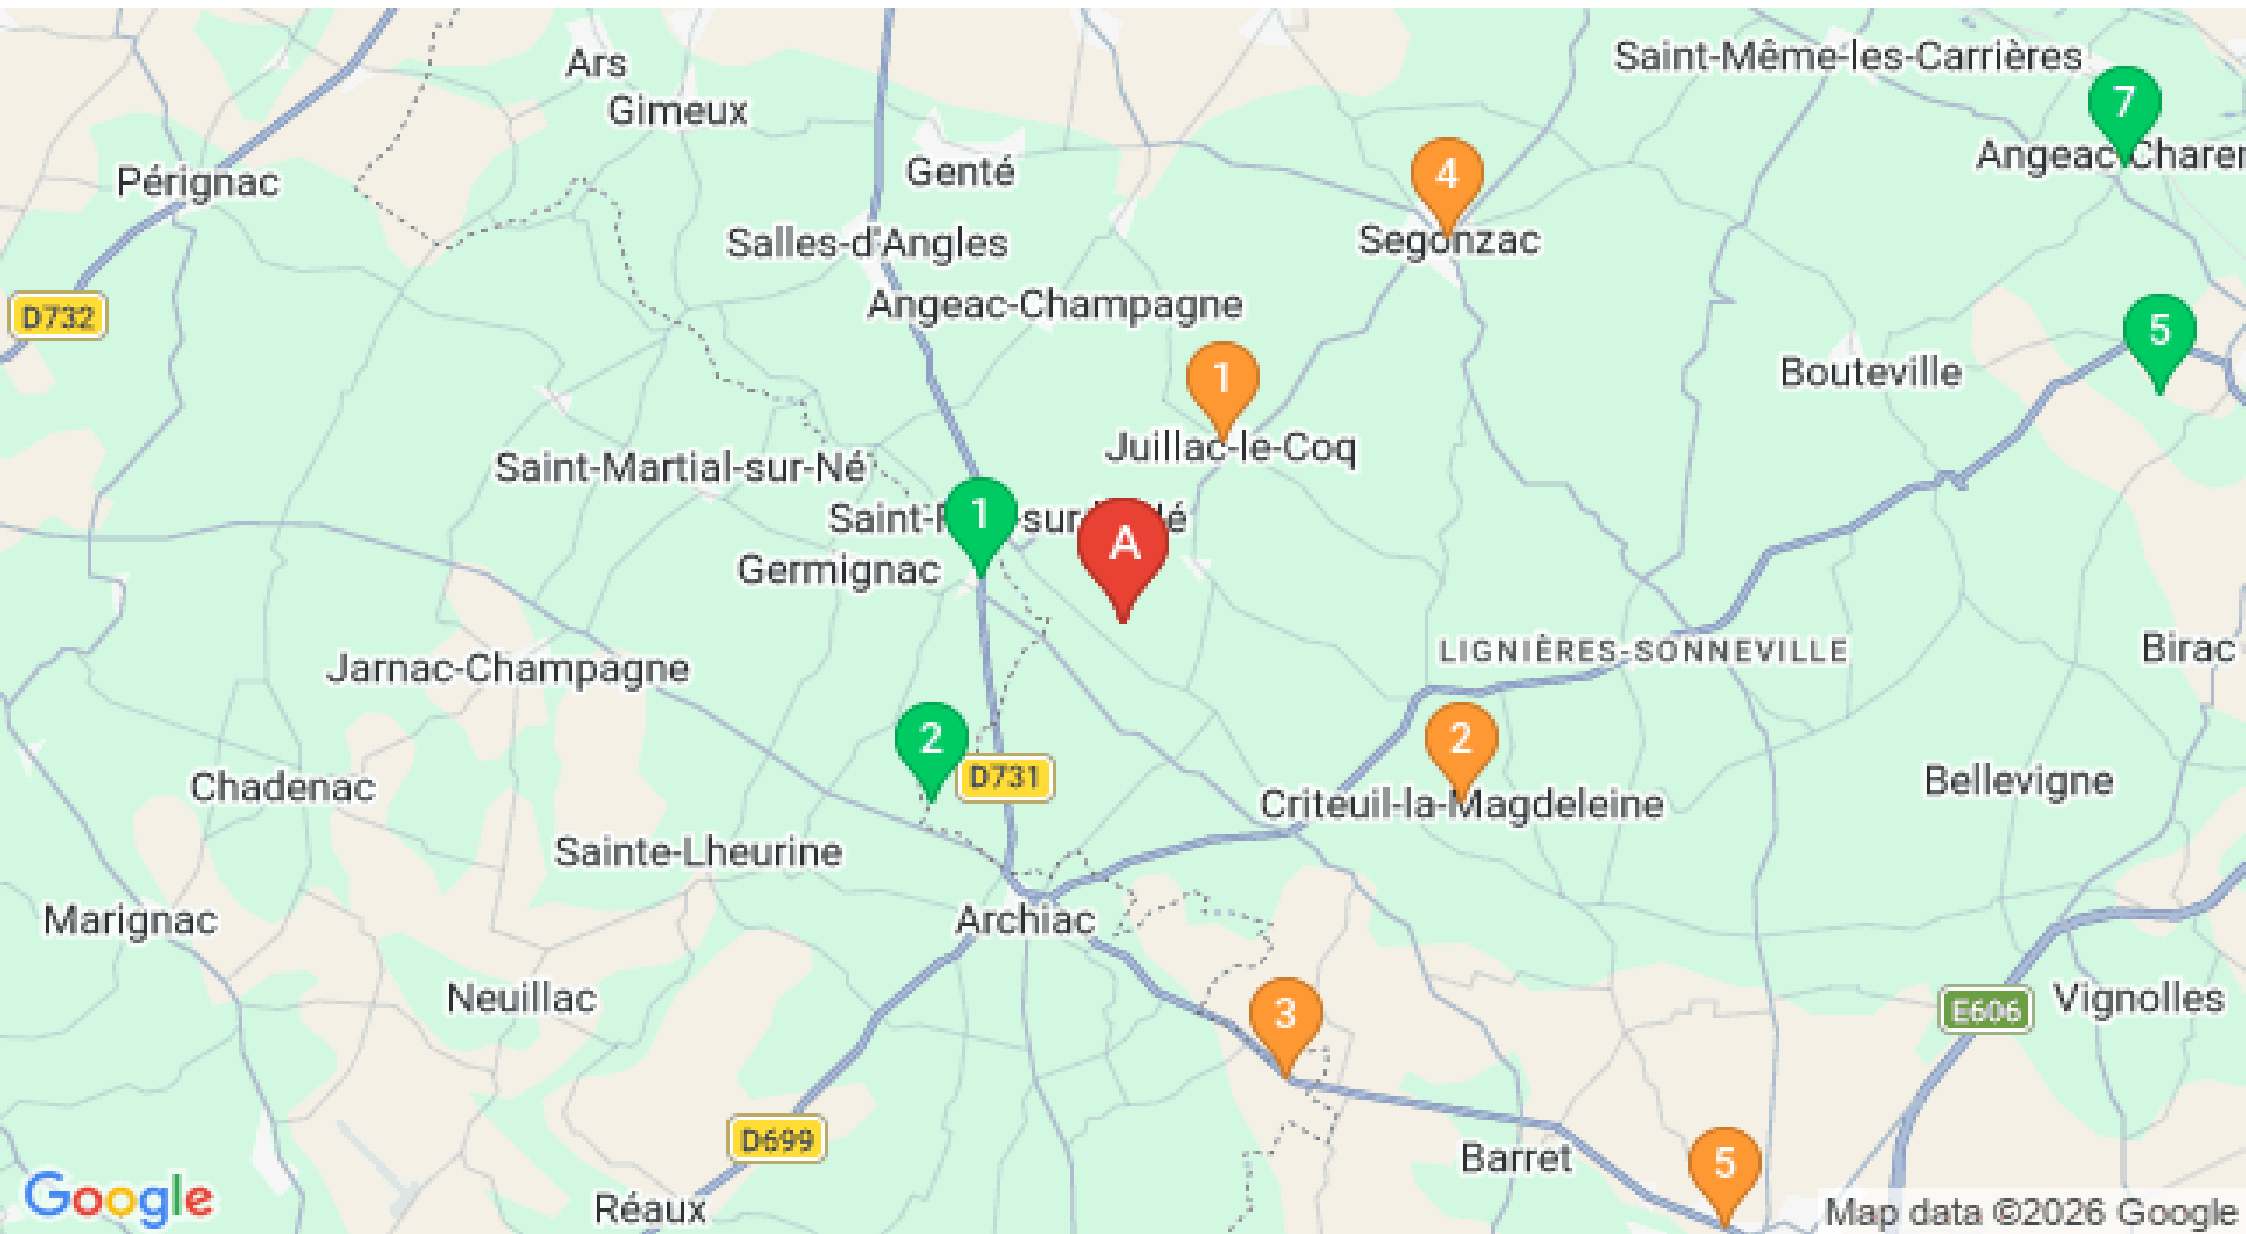 Ars
Saint-Même-les-Carrières
7
Gimeux
Angeac-Charen
4
Pérignac
Genté
Segonzac
Salles-d'Angles
D732
Angeac-Champagne
5
1
Bouteville
Juillac-le-Coq
Saint-Martial-sur-Né
1
A
Germignac
LIGNIÈRES-SONNEVILLE
Birac
Jarnac-Champagne
2
D731
2
Chadenac
Bellevigne
Criteuil-la-Magdeleine
Sainte-Lheurine
Marignac
Archiac
Neuillac
3
E606
Vignolles
D699
Barret
5
Google
Réaux
Map data ©2026 Google